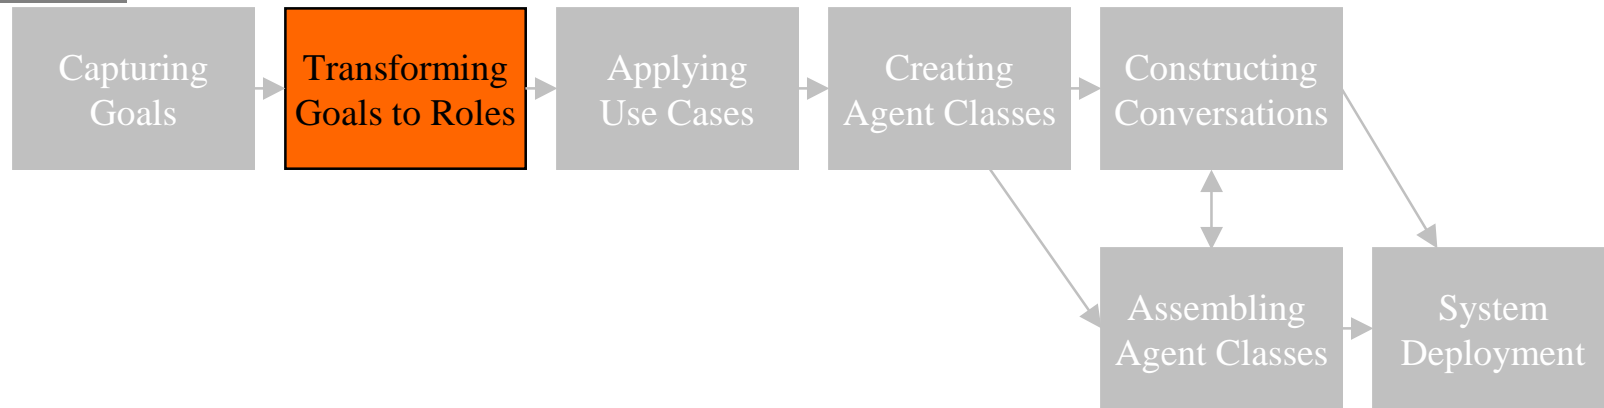 Capturing
Goals
Transforming
Goals to Roles
Applying
Use Cases
Creating
Agent Classes
Constructing
Conversations
Assembling
Agent Classes
System
Deployment